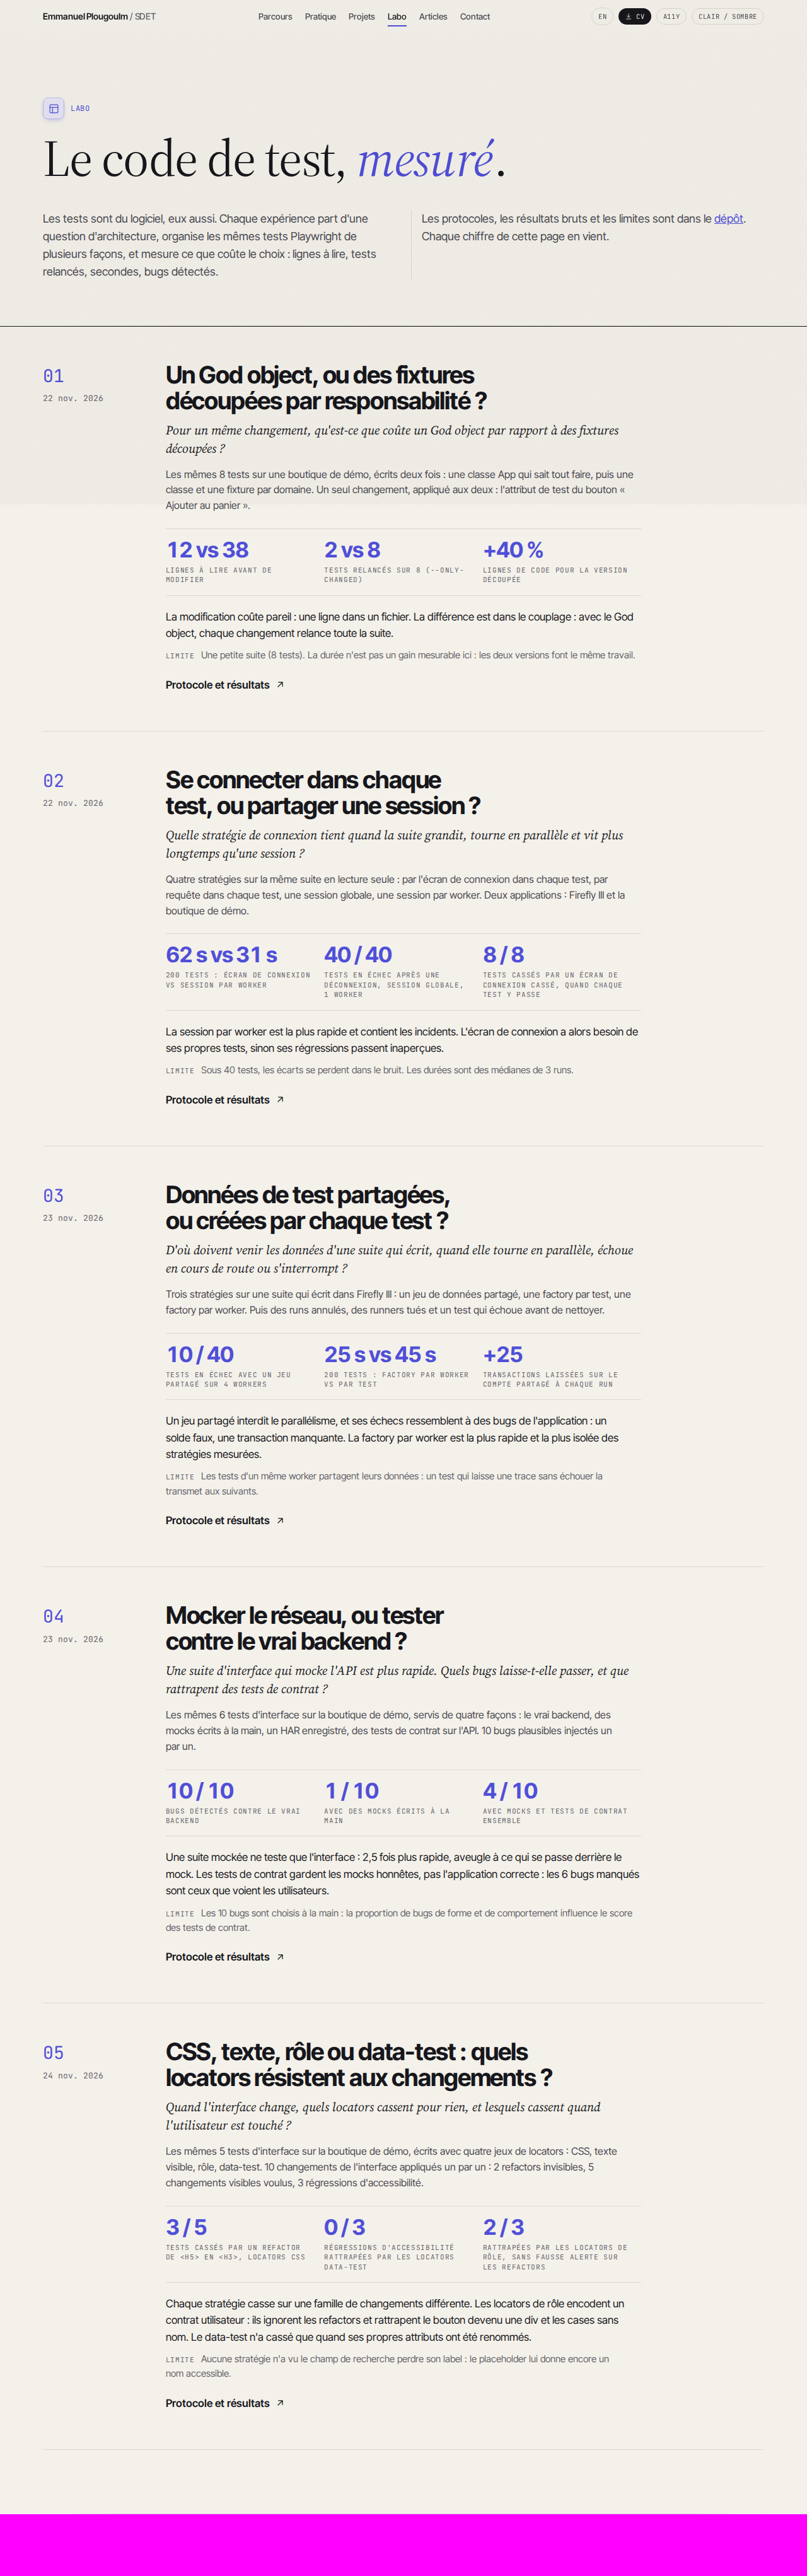 Emmanuel Plougoulm / SDET
Parcours Pratique Projets Labo Articles Contact
EN CV A11Y CLAIR / SOMBRE
LABO
Le code de test, mesuré.
Les tests sont du logiciel, eux aussi. Chaque expérience part d'une
question d'architecture, organise les mêmes tests Playwright de
plusieurs façons, et mesure ce que coûte le choix : lignes à lire, tests
relancés, secondes, bugs détectés.
Les protocoles, les résultats bruts et les limites sont dans le dépôt.
Chaque chiffre de cette page en vient.
01
22 nov. 2026
Un God object, ou des fixtures
découpées par responsabilité ?
Pour un même changement, qu'est-ce que coûte un God object par rapport à des fixtures
découpées ?
Les mêmes 8 tests sur une boutique de démo, écrits deux fois : une classe App qui sait tout faire, puis une
classe et une fixture par domaine. Un seul changement, appliqué aux deux : l'attribut de test du bouton «
Ajouter au panier ».
12 vs 38
LIGNES À LIRE AVANT DE
MODIFIER
2 vs 8
TESTS RELANCÉS SUR 8 (--ONLY-
CHANGED)
+40 %
LIGNES DE CODE POUR LA VERSION
DÉCOUPÉE
La modification coûte pareil : une ligne dans un fichier. La différence est dans le couplage : avec le God
object, chaque changement relance toute la suite.
LIMITE Une petite suite (8 tests). La durée n'est pas un gain mesurable ici : les deux versions font le même travail.
Protocole et résultats ↗
02
22 nov. 2026
Se connecter dans chaque
test, ou partager une session ?
Quelle stratégie de connexion tient quand la suite grandit, tourne en parallèle et vit plus
longtemps qu'une session ?
Quatre stratégies sur la même suite en lecture seule : par l'écran de connexion dans chaque test, par
requête dans chaque test, une session globale, une session par worker. Deux applications : Firefly III et la
boutique de démo.
62 s vs 31 s
200 TESTS : ÉCRAN DE CONNEXION
VS SESSION PAR WORKER
40 / 40
TESTS EN ÉCHEC APRÈS UNE
DÉCONNEXION, SESSION GLOBALE,
1 WORKER
8 / 8
TESTS CASSÉS PAR UN ÉCRAN DE
CONNEXION CASSÉ, QUAND CHAQUE
TEST Y PASSE
La session par worker est la plus rapide et contient les incidents. L'écran de connexion a alors besoin de
ses propres tests, sinon ses régressions passent inaperçues.
LIMITE Sous 40 tests, les écarts se perdent dans le bruit. Les durées sont des médianes de 3 runs.
Protocole et résultats ↗
03
23 nov. 2026
Données de test partagées,
ou créées par chaque test ?
D'où doivent venir les données d'une suite qui écrit, quand elle tourne en parallèle, échoue
en cours de route ou s'interrompt ?
Trois stratégies sur une suite qui écrit dans Firefly III : un jeu de données partagé, une factory par test, une
factory par worker. Puis des runs annulés, des runners tués et un test qui échoue avant de nettoyer.
10 / 40
TESTS EN ÉCHEC AVEC UN JEU
PARTAGÉ SUR 4 WORKERS
25 s vs 45 s
200 TESTS : FACTORY PAR WORKER
VS PAR TEST
+25
TRANSACTIONS LAISSÉES SUR LE
COMPTE PARTAGÉ À CHAQUE RUN
Un jeu partagé interdit le parallélisme, et ses échecs ressemblent à des bugs de l'application : un
solde faux, une transaction manquante. La factory par worker est la plus rapide et la plus isolée des
stratégies mesurées.
LIMITE Les tests d'un même worker partagent leurs données : un test qui laisse une trace sans échouer la
transmet aux suivants.
Protocole et résultats ↗
04
23 nov. 2026
Mocker le réseau, ou tester
contre le vrai backend ?
Une suite d'interface qui mocke l'API est plus rapide. Quels bugs laisse-t-elle passer, et que
rattrapent des tests de contrat ?
Les mêmes 6 tests d'interface sur la boutique de démo, servis de quatre façons : le vrai backend, des
mocks écrits à la main, un HAR enregistré, des tests de contrat sur l'API. 10 bugs plausibles injectés un
par un.
10 / 10
BUGS DÉTECTÉS CONTRE LE VRAI
BACKEND
1 / 10
AVEC DES MOCKS ÉCRITS À LA
MAIN
4 / 10
AVEC MOCKS ET TESTS DE CONTRAT
ENSEMBLE
Une suite mockée ne teste que l'interface : 2,5 fois plus rapide, aveugle à ce qui se passe derrière le
mock. Les tests de contrat gardent les mocks honnêtes, pas l'application correcte : les 6 bugs manqués
sont ceux que voient les utilisateurs.
LIMITE Les 10 bugs sont choisis à la main : la proportion de bugs de forme et de comportement influence le score
des tests de contrat.
Protocole et résultats ↗
05
24 nov. 2026
CSS, texte, rôle ou data-test : quels
locators résistent aux changements ?
Quand l'interface change, quels locators cassent pour rien, et lesquels cassent quand
l'utilisateur est touché ?
Les mêmes 5 tests d'interface sur la boutique de démo, écrits avec quatre jeux de locators : CSS, texte
visible, rôle, data-test. 10 changements de l'interface appliqués un par un : 2 refactors invisibles, 5
changements visibles voulus, 3 régressions d'accessibilité.
3 / 5
TESTS CASSÉS PAR UN REFACTOR
DE <H5> EN <H3>, LOCATORS CSS
0 / 3
RÉGRESSIONS D'ACCESSIBILITÉ
RATTRAPÉES PAR LES LOCATORS
DATA-TEST
2 / 3
RATTRAPÉES PAR LES LOCATORS DE
RÔLE, SANS FAUSSE ALERTE SUR
LES REFACTORS
Chaque stratégie casse sur une famille de changements différente. Les locators de rôle encodent un
contrat utilisateur : ils ignorent les refactors et rattrapent le bouton devenu une div et les cases sans
nom. Le data-test n'a cassé que quand ses propres attributs ont été renommés.
LIMITE Aucune stratégie n'a vu le champ de recherche perdre son label : le placeholder lui donne encore un
nom accessible.
Protocole et résultats ↗